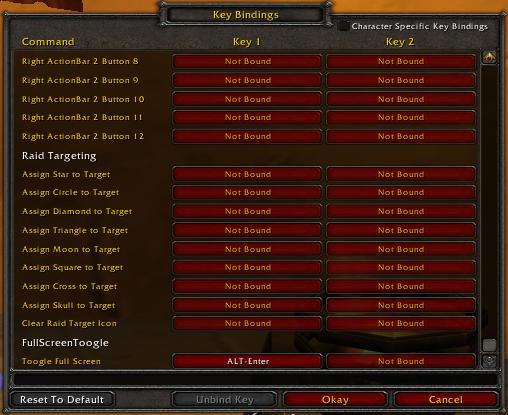 Key Bindings
Character Specific Key Bindings
Command Key 1 Key 2
Right ActionBar 2 Button 8 Not Bound Not Bound
Right ActionBar 2 Button 9 Not Bound Not Bound
Right ActionBar 2 Button 10 Not Bound Not Bound
Right ActionBar 2 Button 11 Not Bound Not Bound
Right ActionBar 2 Button 12 Not Bound Not Bound
Raid Targeting
Assign Star to Target Not Bound Not Bound
Assign Circle to Target Not Bound Not Bound
Assign Diamond to Target Not Bound Not Bound
Assign Triangle to Target Not Bound Not Bound
Assign Moon to Target Not Bound Not Bound
Assign Square to Target Not Bound Not Bound
Assign Cross to Target Not Bound Not Bound
Assign Skull to Target Not Bound Not Bound
Clear Raid Target Icon Not Bound Not Bound
FullScreenToogle
Toogle Full Screen ALT-Enter Not Bound
Reset To Default Unbind Key Okay Cancel